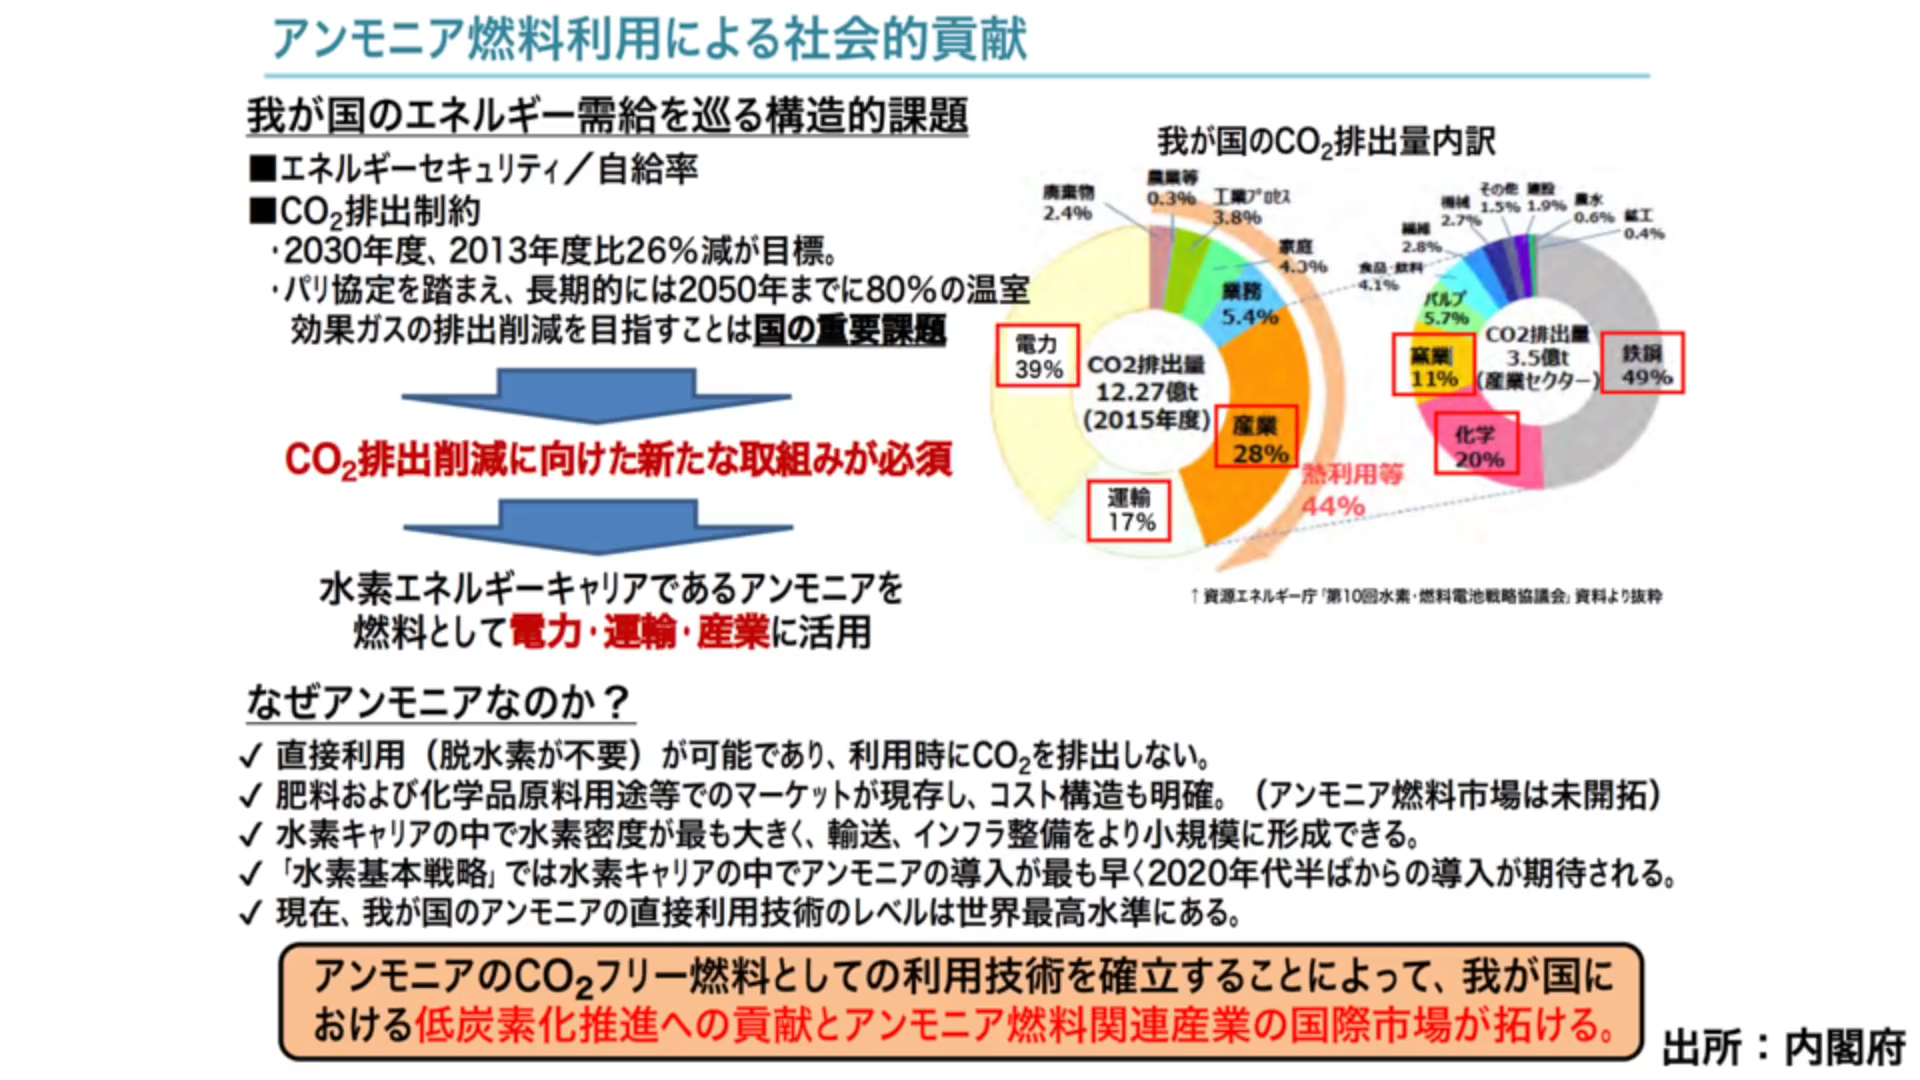 アンモニア燃料利用による社会的貢献
我が国のエネルギー需給を巡る構造的課題
■エネルギーセキュリティ／自給率
■CO₂排出制約
・2030年度、2013年度比26%減が目標。
・パリ協定を踏まえ、長期的には2050年までに80%の温室
効果ガスの排出削減を目指すことは国の重要課題
CO₂排出削減に向けた新たな取組みが必須
水素エネルギーキャリアであるアンモニアを
燃料として電力・運輸・産業に活用
我が国のCO₂排出量内訳
廃棄物
2.4%
農業等
0.3%
工業プロセス
3.8%
家庭
4.3%
業務
5.4%
電力
39%
CO2排出量
12.27億t
(2015年度)
産業
28%
運輸
17%
熱利用等
44%
食品・飲料
4.1%
繊維
2.8%
機械
2.7%
その他
1.5%
建設
1.9%
農水
0.6%
鉱工
0.4%
パルプ
5.7%
窯業
11%
CO2排出量
3.5億t
(産業セクター)
鉄鋼
49%
化学
20%
↑資源エネルギー庁「第10回水素・燃料電池戦略協議会」資料より抜粋
なぜアンモニアなのか？
✓ 直接利用（脱水素が不要）が可能であり、利用時にCO₂を排出しない。
✓ 肥料および化学品原料用途等でのマーケットが現存し、コスト構造も明確。（アンモニア燃料市場は未開拓）
✓ 水素キャリアの中で水素密度が最も大きく、輸送、インフラ整備をより小規模に形成できる。
✓ 「水素基本戦略」では水素キャリアの中でアンモニアの導入が最も早く2020年代半ばからの導入が期待される。
✓ 現在、我が国のアンモニアの直接利用技術のレベルは世界最高水準にある。
アンモニアのCO₂フリー燃料としての利用技術を確立することによって、我が国に
おける低炭素化推進への貢献とアンモニア燃料関連産業の国際市場が拓ける。
出所：内閣府